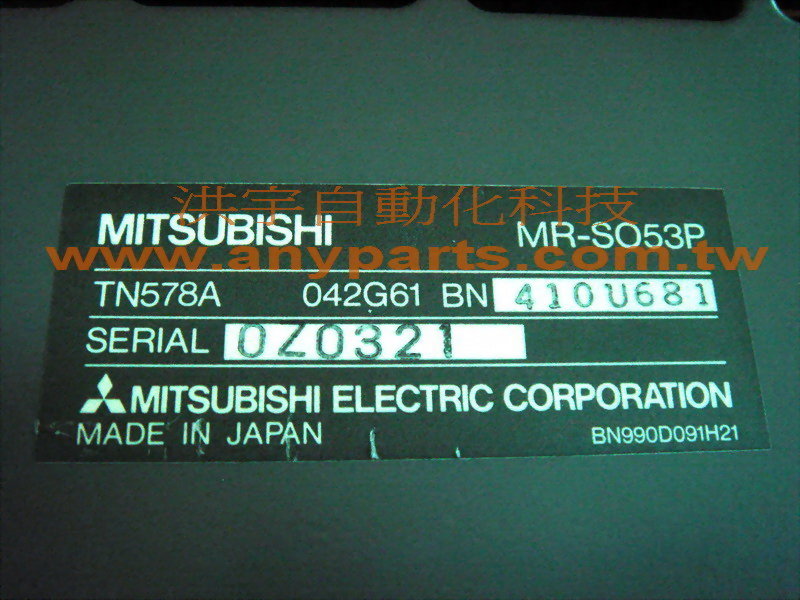 洪宇自動化科技
MITSUBISHI MR-SO53P
www.anyparts.com.tw
TN578A 042G61 BN 410U681
SERIAL 0Z0321
MITSUBISHI ELECTRIC CORPORATION
MADE IN JAPAN BN990D091H21